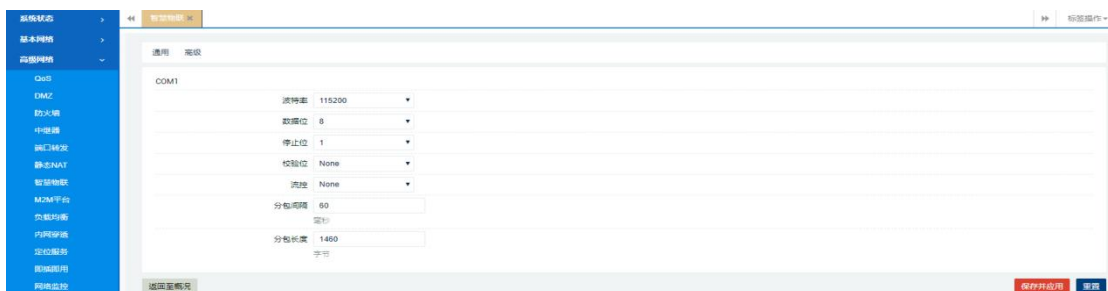 系统状态
基本网络
高级网络
QoS
DMZ
防火墙
中继器
端口转发
静态NAT
智慧物联
M2M平台
负载均衡
内网穿透
定位服务
即插即用
网络监控
智慧物联
标签操作
通用 高级
COM1
波特率 115200
数据位 8
停止位 1
校验位 None
流控 None
分包间隔 60
毫秒
分包长度 1460
字节
返回至概况
保存并应用 重置